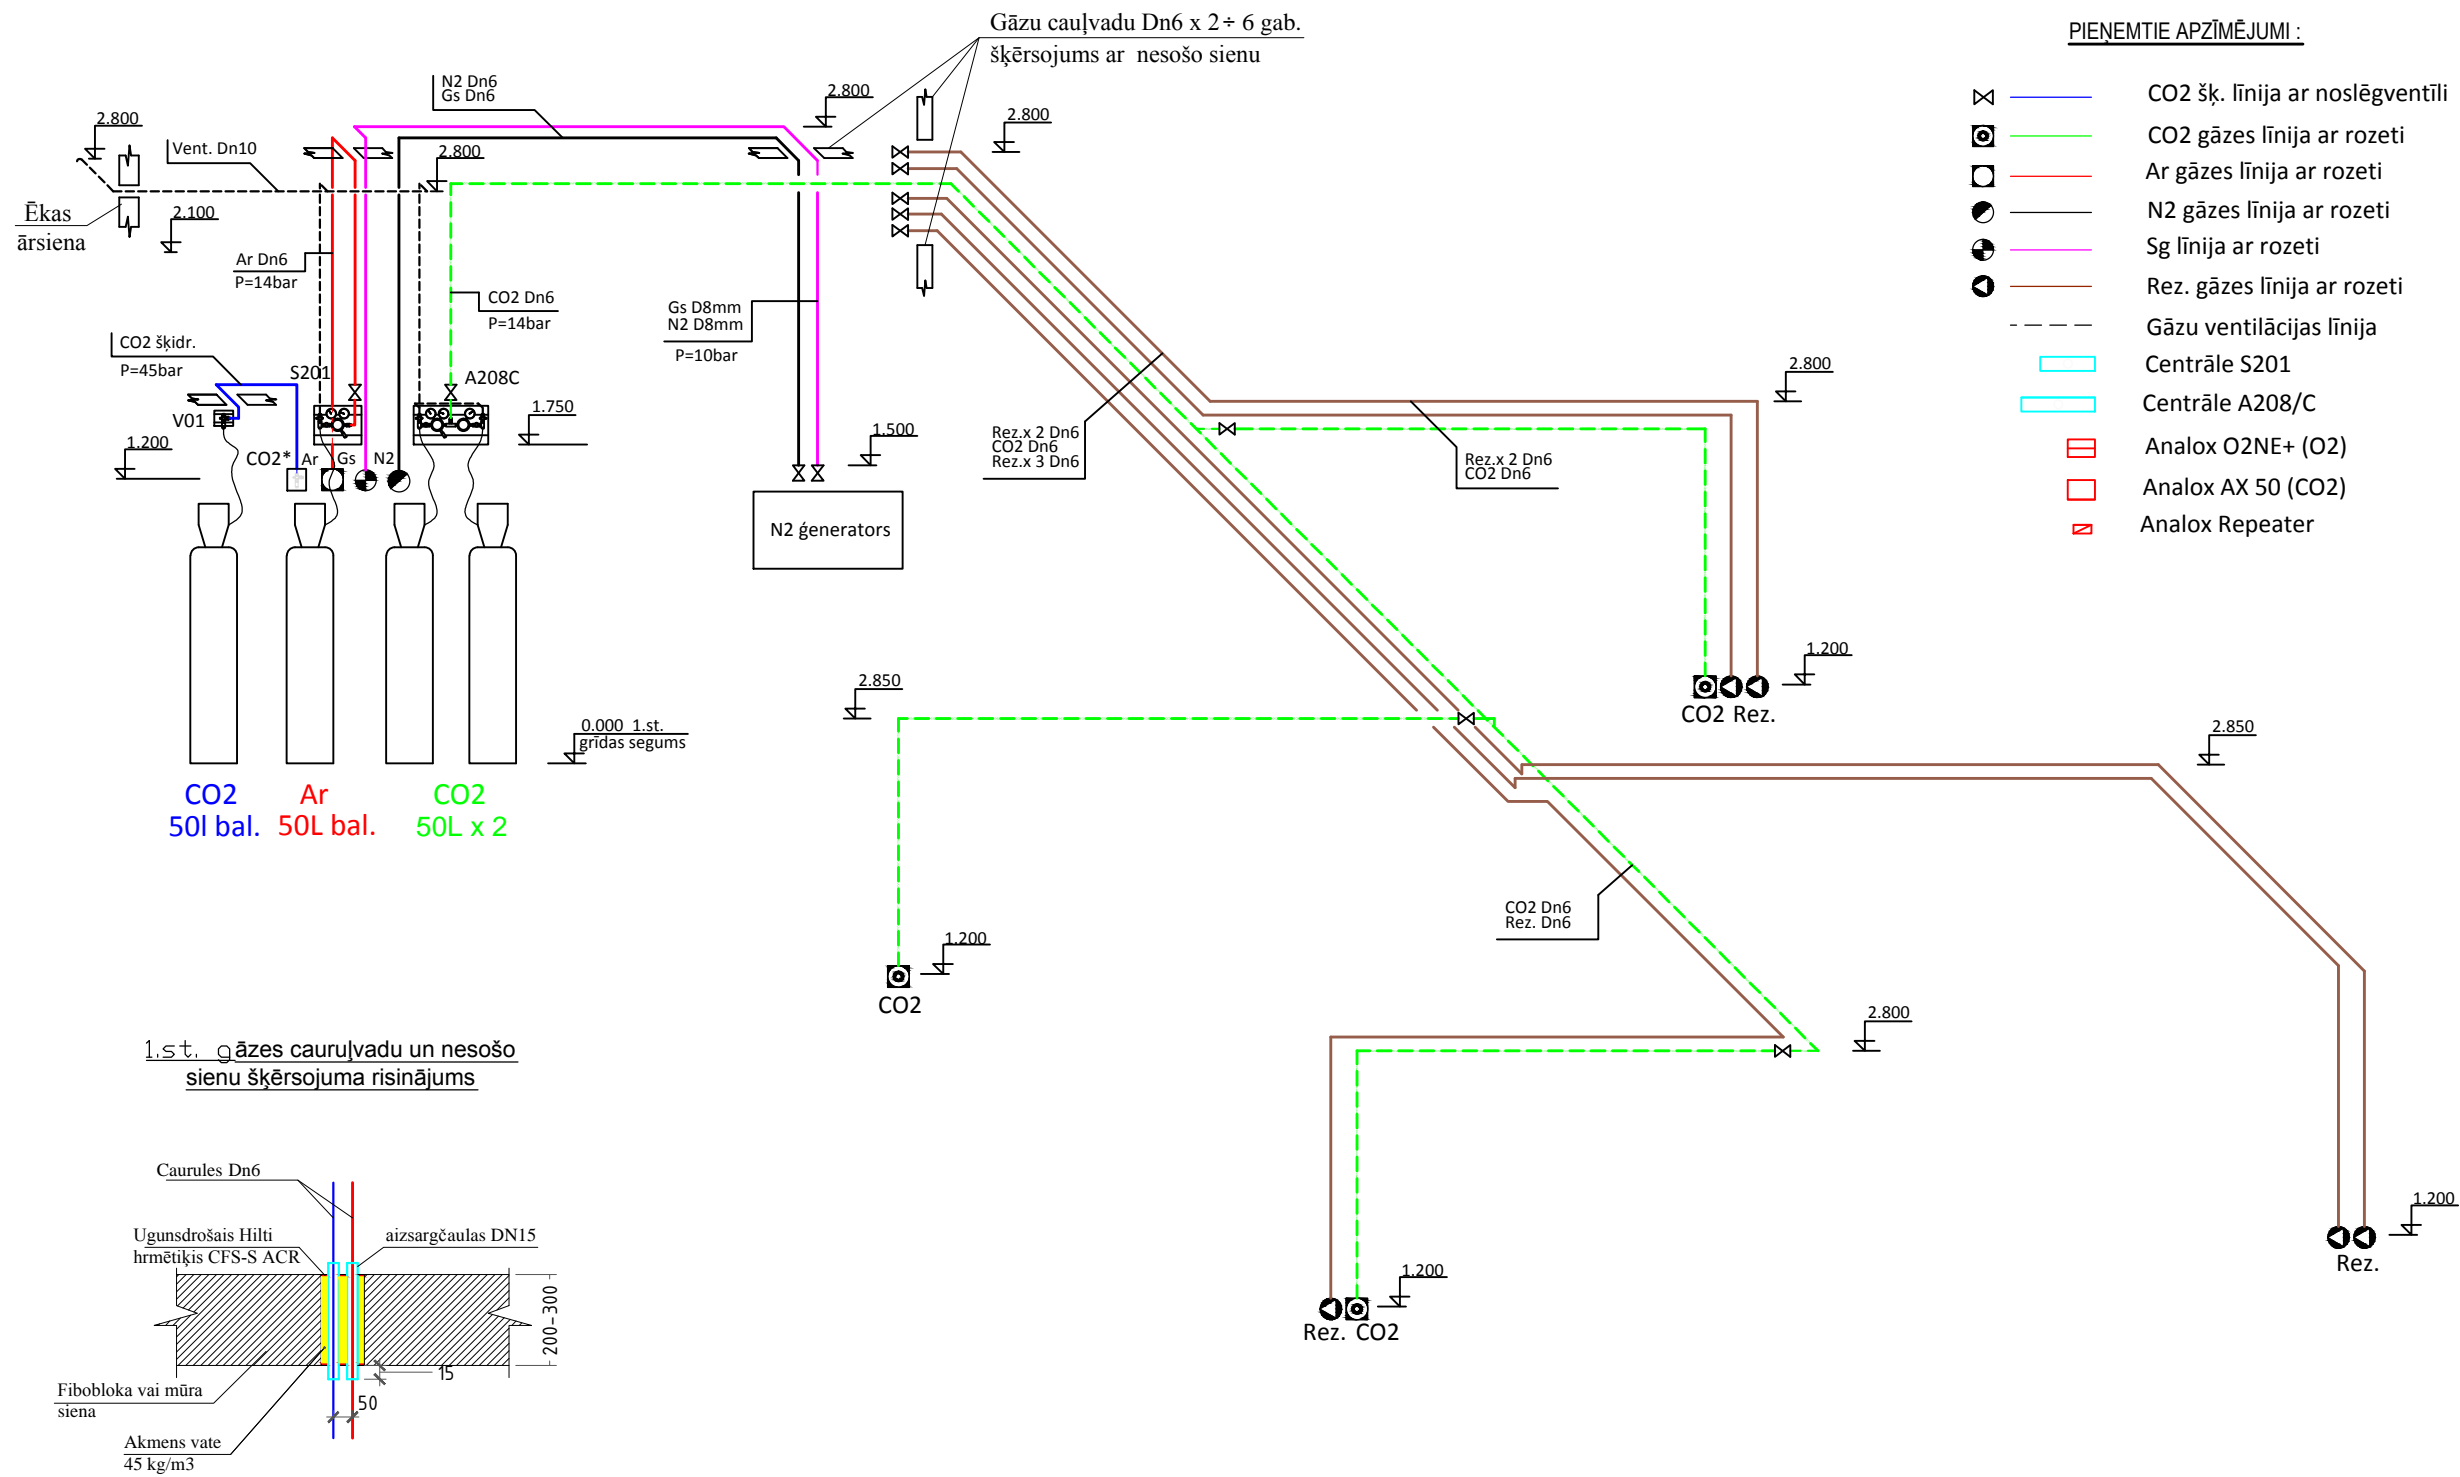 Gāzu cauļvadu Dn6 x 2÷ 6 gab.
šķērsojums ar nesošo sienu
PIEŅEMTIE APZĪMĒJUMI :
CO2 šķ. līnija ar noslēgventīli
CO2 gāzes līnija ar rozeti
Ar gāzes līnija ar rozeti
N2 gāzes līnija ar rozeti
Sg līnija ar rozeti
Rez. gāzes līnija ar rozeti
Gāzu ventilācijas līnija
Centrāle S201
Centrāle A208/C
Analox O2NE+ (O2)
Analox AX 50 (CO2)
Analox Repeater
N2 Dn6
Gs Dn6
2.800
2.800
2.800
Vent. Dn10
2.800
Ēkas
ārsiena
2.100
Ar Dn6
P=14bar
CO2 Dn6
P=14bar
Gs D8mm
N2 D8mm
P=10bar
CO2 šķidr.
P=45bar
S201
A208C
V01
1.750
1.200
1.500
CO2*
Ar
Gs
N2
N2 ģenerators
2.800
Rez.x 2 Dn6
CO2 Dn6
Rez.x 3 Dn6
Rez.x 2 Dn6
CO2 Dn6
1.200
CO2 Rez.
2.850
0.000 1.st.
grīdas segums
2.850
CO2
50l bal.
Ar
50L bal.
CO2
50L x 2
CO2 Dn6
Rez. Dn6
1.200
CO2
2.800
1.st. gāzes cauruļvadu un nesošo
sienu šķērsojuma risinājums
Caurules Dn6
Ugunsdrošais Hilti
hrmētiķis CFS-S ACR
aizsargčaulas DN15
200-300
15
50
Fibobloka vai mūra
siena
Akmens vate
45 kg/m3
1.200
Rez.
1.200
Rez. CO2